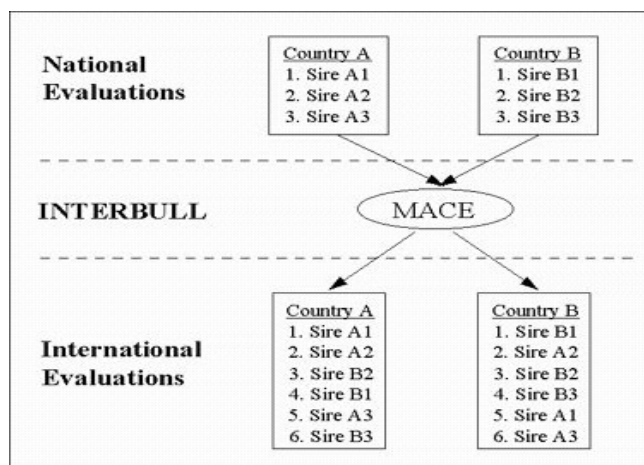 National
Evaluations
Country A
1. Sire A1
2. Sire A2
3. Sire A3
Country B
1. Sire B1
2. Sire B2
3. Sire B3
INTERBULL
MACE
International
Evaluations
Country A
1. Sire A1
2. Sire A2
3. Sire B2
4. Sire B1
5. Sire A3
6. Sire B3
Country B
1. Sire B1
2. Sire A2
3. Sire B2
4. Sire B3
5. Sire A1
6. Sire A3